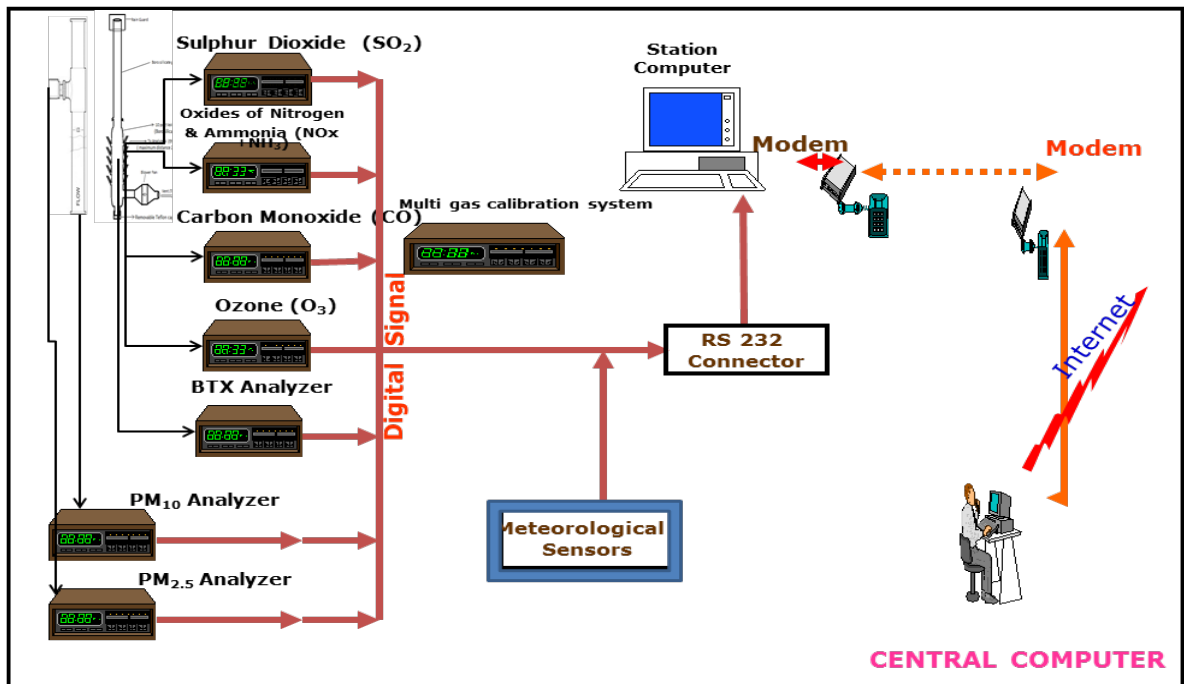 Rain Guard
Sulphur Dioxide (SO₂)
Station
Computer
Oxides of Nitrogen
& Ammonia (NOx
+NH₃)
Modem
Modem
FLOW
Carbon Monoxide (CO)
Multi gas calibration system
Ozone (O₃)
Digital Signal
RS 232
Connector
Internet
BTX Analyzer
PM₁₀ Analyzer
Meteorological
Sensors
PM₂.₅ Analyzer
CENTRAL COMPUTER